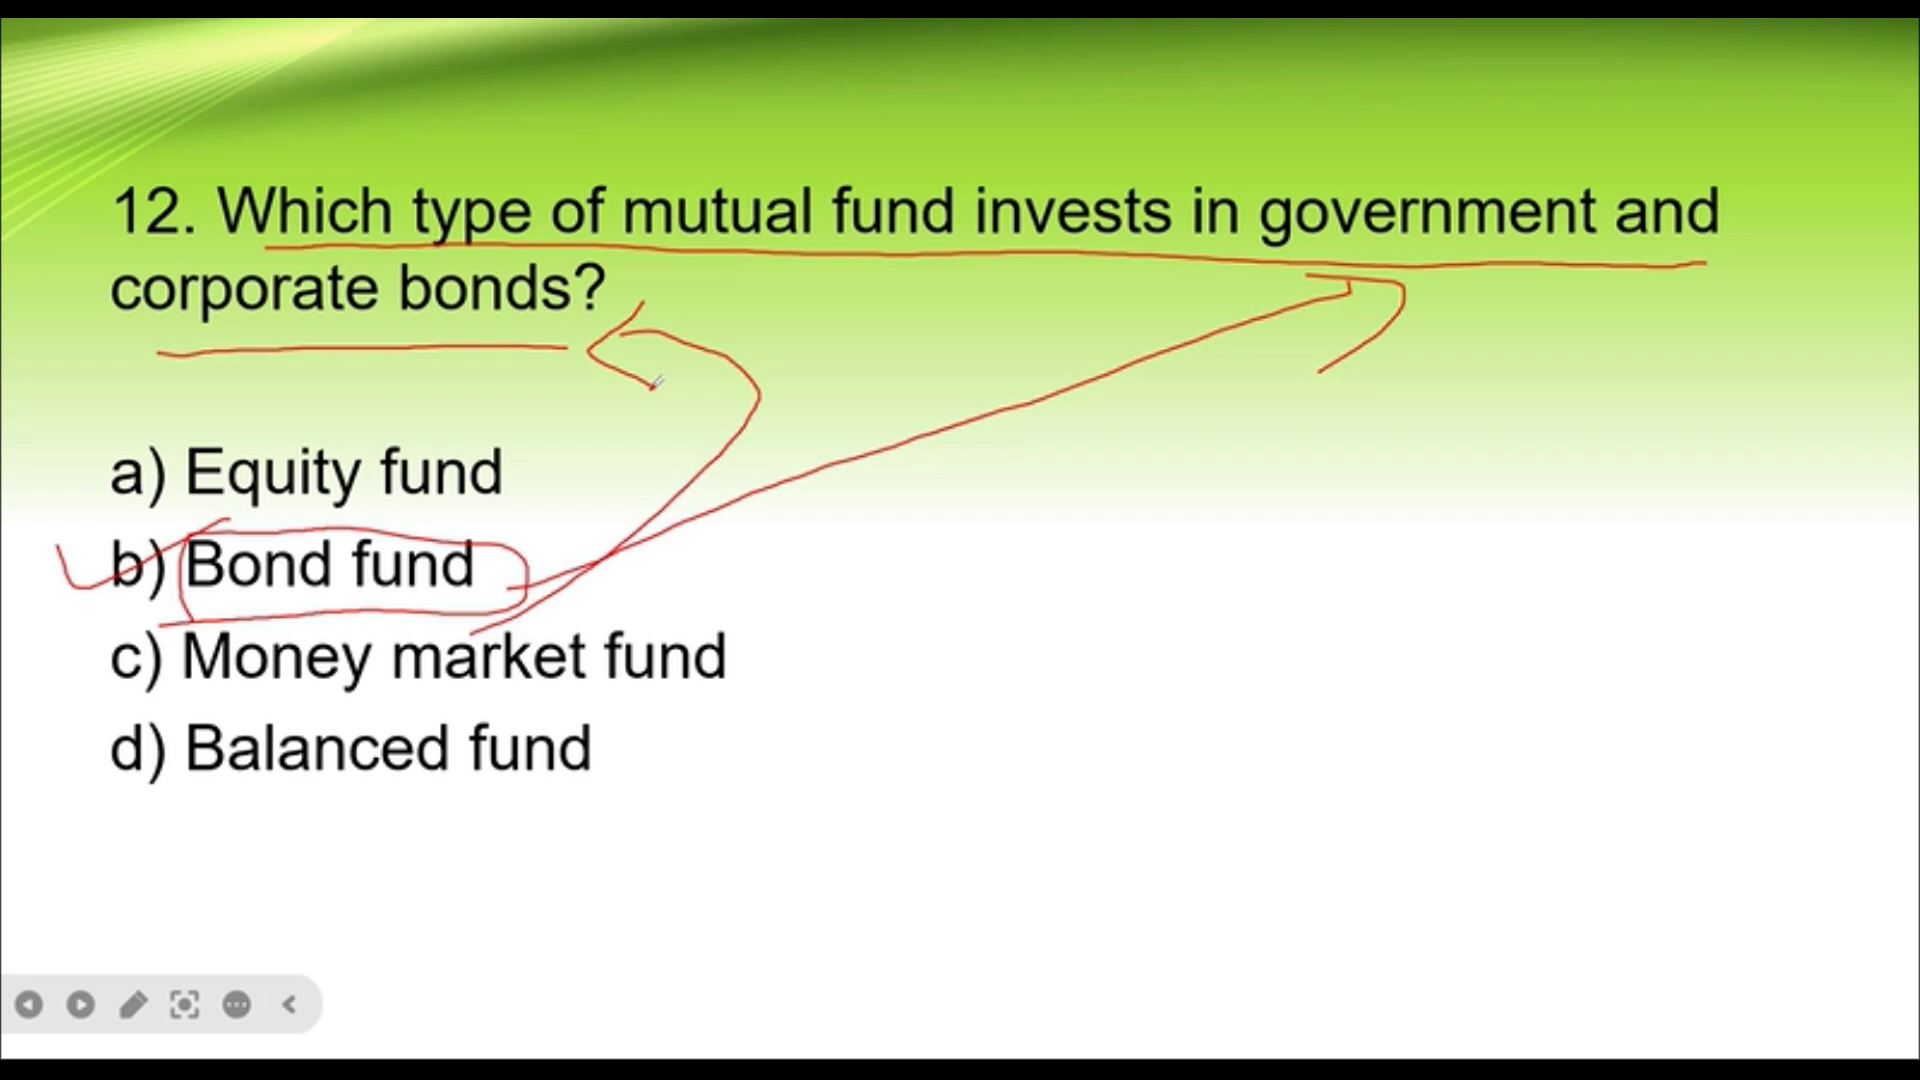 12. Which type of mutual fund invests in government and
corporate bonds?
a) Equity fund
b) Bond fund
c) Money market fund
d) Balanced fund